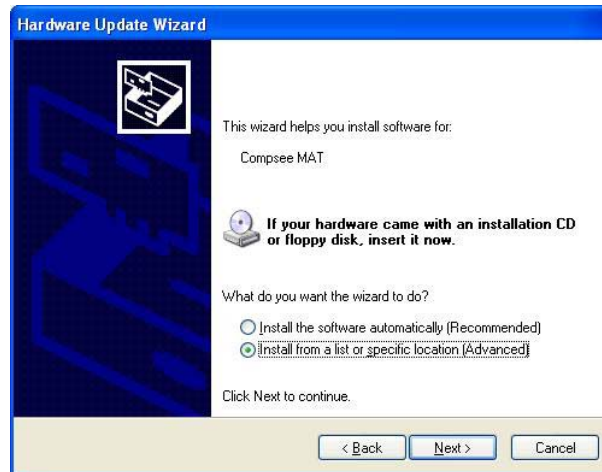 Hardware Update Wizard
This wizard helps you install software for:
Compsee MAT
If your hardware came with an installation CD
or floppy disk, insert it now.
What do you want the wizard to do?
Install the software automatically (Recommended)
Install from a list or specific location (Advanced)
Click Next to continue.
< Back Next > Cancel